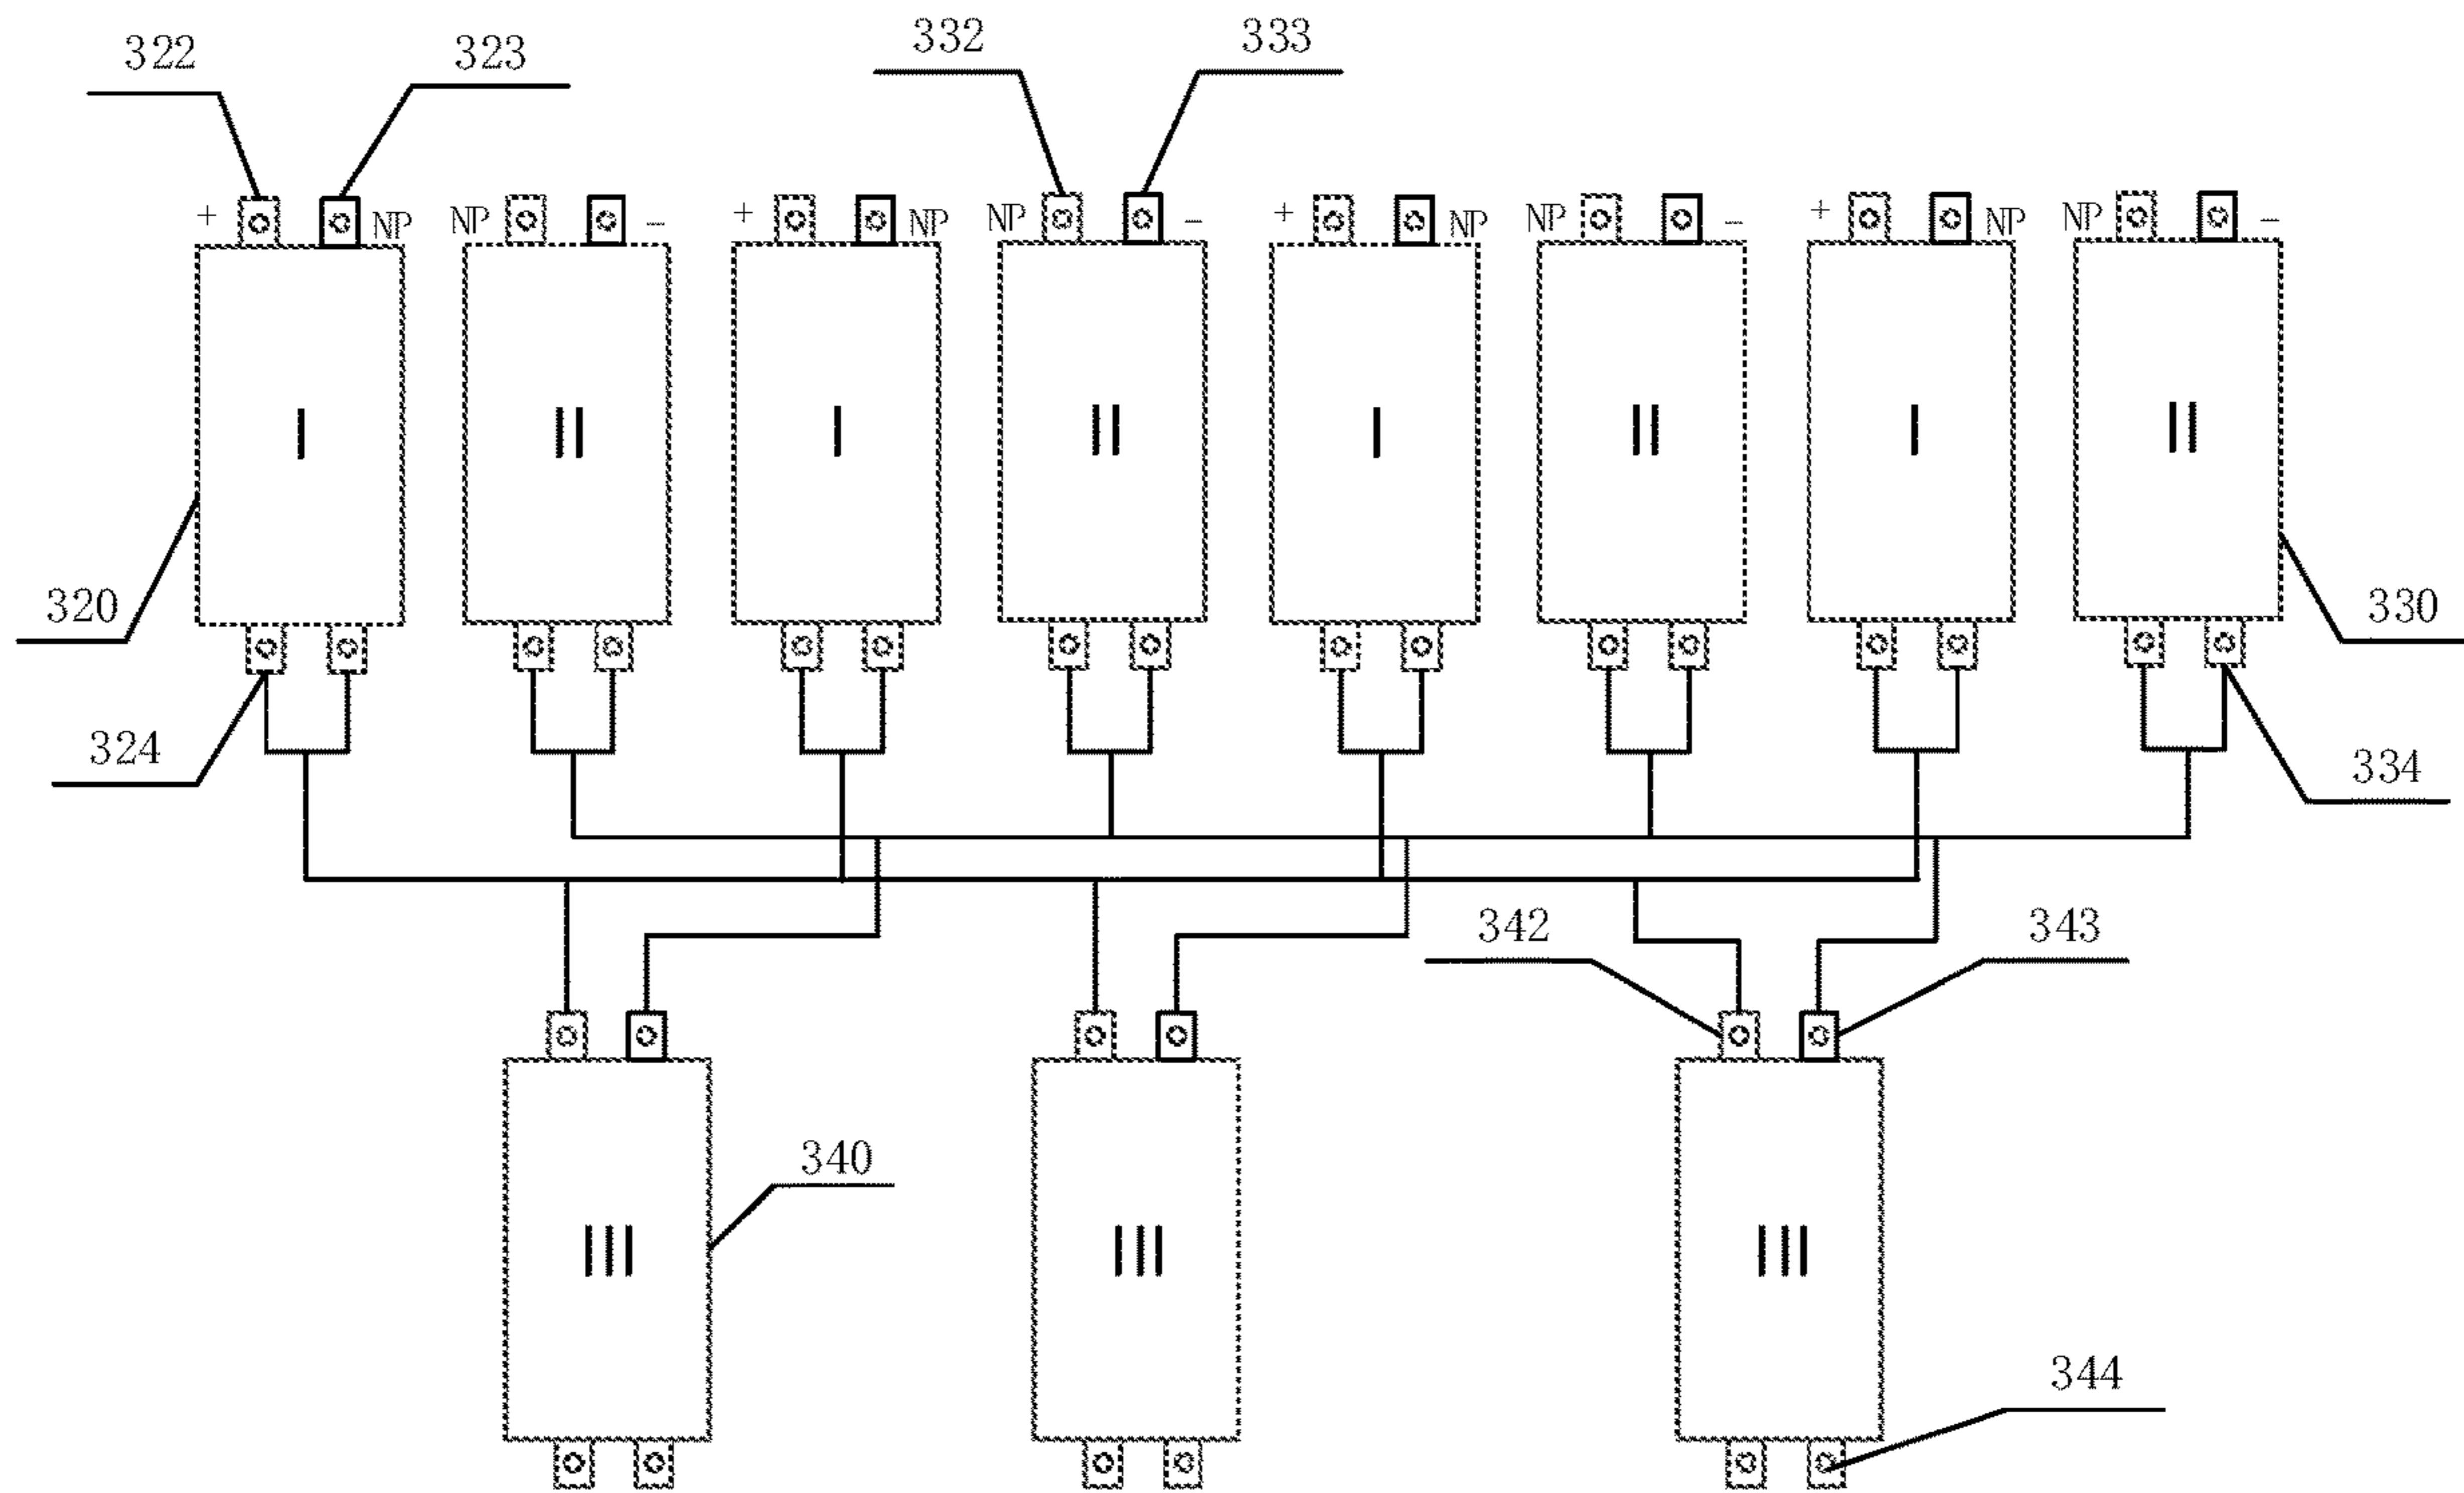 322 323 332 333
+ NP NP − + NP NP − + NP NP − + NP NP −
I II I II I II I II
320 330
324 334
342 343
340
III III III
344